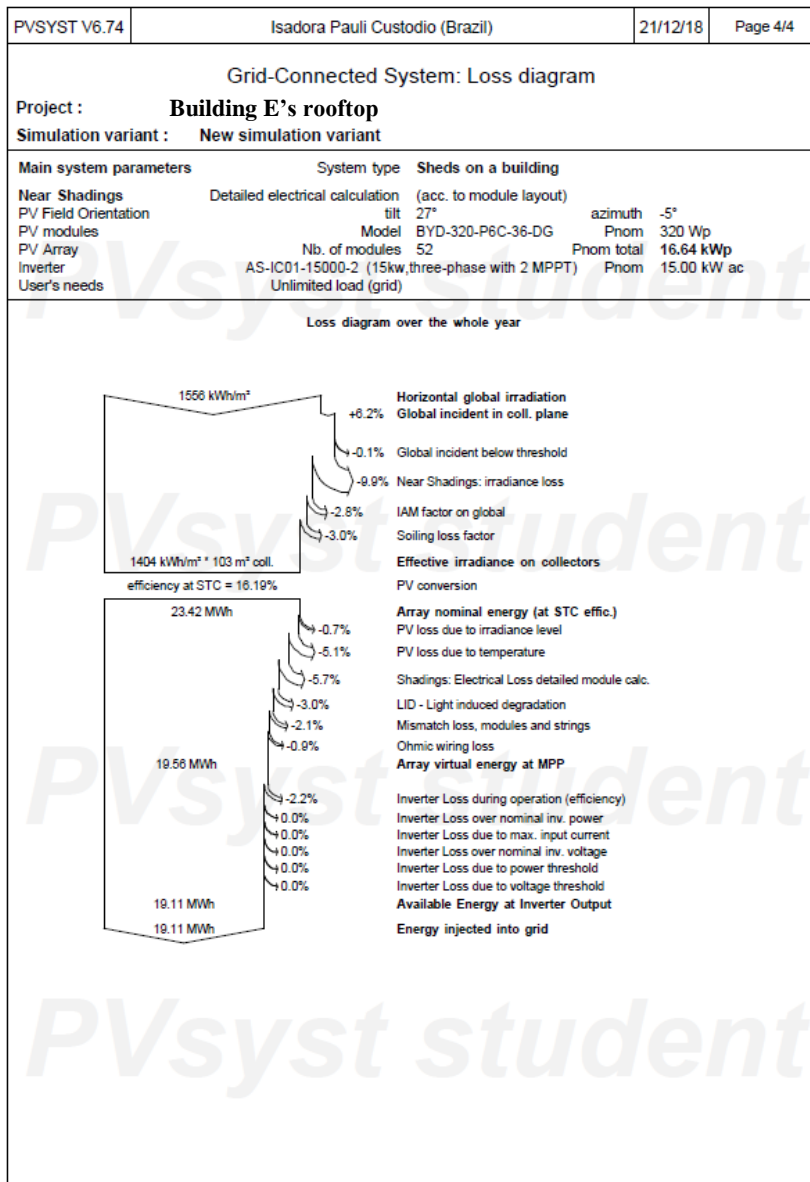 PVSYST V6.74 Isadora Pauli Custodio (Brazil) 21/12/18 Page 4/4
Grid-Connected System: Loss diagram
Project : Building E's rooftop
Simulation variant : New simulation variant
Main system parameters System type Sheds on a building
Near Shadings Detailed electrical calculation (acc. to module layout)
PV Field Orientation tilt 27° azimuth -5°
PV modules Model BYD-320-P6C-36-DG Pnom 320 Wp
PV Array Nb. of modules 52 Pnom total 16.64 kWp
Inverter AS-IC01-15000-2 (15kw,three-phase with 2 MPPT) Pnom 15.00 kW ac
User's needs Unlimited load (grid)
PVsyst student
Loss diagram over the whole year
1556 kWh/m² Horizontal global irradiation
+6.2% Global incident in coll. plane
-0.1% Global incident below threshold
-9.9% Near Shadings: irradiance loss
-2.8% IAM factor on global
-3.0% Soiling loss factor
PVsyst student
1404 kWh/m² * 103 m² coll. Effective irradiance on collectors
efficiency at STC = 16.19% PV conversion
23.42 MWh Array nominal energy (at STC effic.)
-0.7% PV loss due to irradiance level
-5.1% PV loss due to temperature
-5.7% Shadings: Electrical Loss detailed module calc.
-3.0% LID - Light induced degradation
-2.1% Mismatch loss, modules and strings
-0.9% Ohmic wiring loss
19.56 MWh Array virtual energy at MPP
PVsyst student
-2.2% Inverter Loss during operation (efficiency)
0.0% Inverter Loss over nominal inv. power
0.0% Inverter Loss due to max. input current
0.0% Inverter Loss over nominal inv. voltage
0.0% Inverter Loss due to power threshold
0.0% Inverter Loss due to voltage threshold
19.11 MWh Available Energy at Inverter Output
19.11 MWh Energy injected into grid
PVsyst student